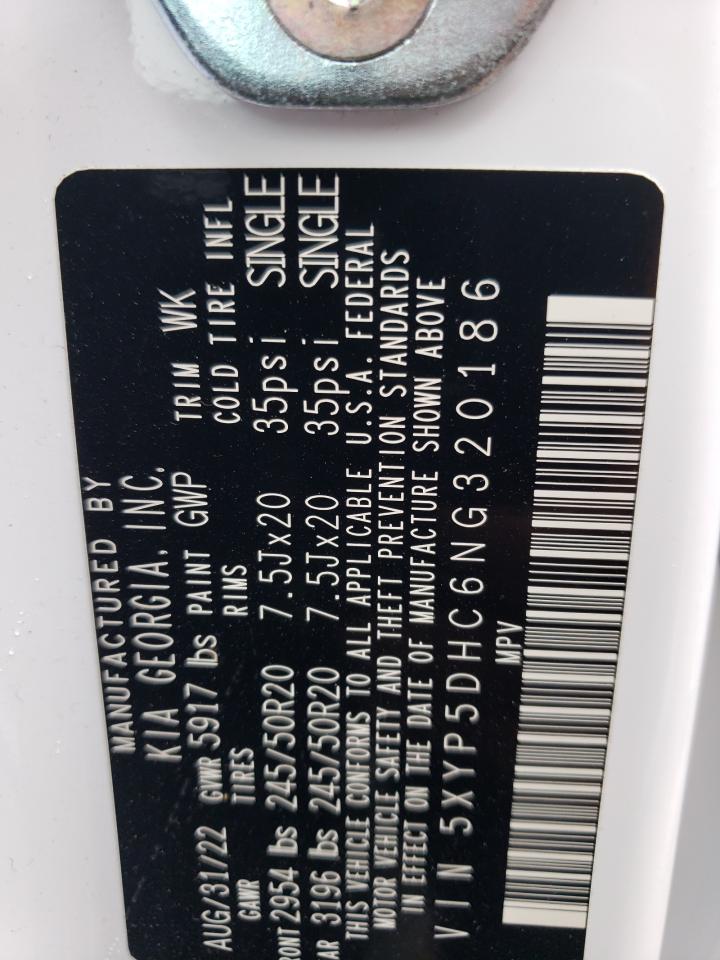 MANUFACTURED BY
KIA GEORGIA, INC.
AUG/31/22 GVWR 5917 lbs PAINT GWP TRIM WK
GAWR TIRES RIMS COLD TIRE INFL
RONT 2954 lbs 245/50R20 7.5Jx20 35psi SINGLE
AR 3196 lbs 245/50R20 7.5Jx20 35psi SINGLE
THIS VEHICLE CONFORMS TO ALL APPLICABLE U.S.A. FEDERAL
MOTOR VEHICLE SAFETY AND THEFT PREVENTION STANDARDS
IN EFFECT ON THE DATE OF MANUFACTURE SHOWN ABOVE
VIN 5XYP5DHC6NG320186
MPV